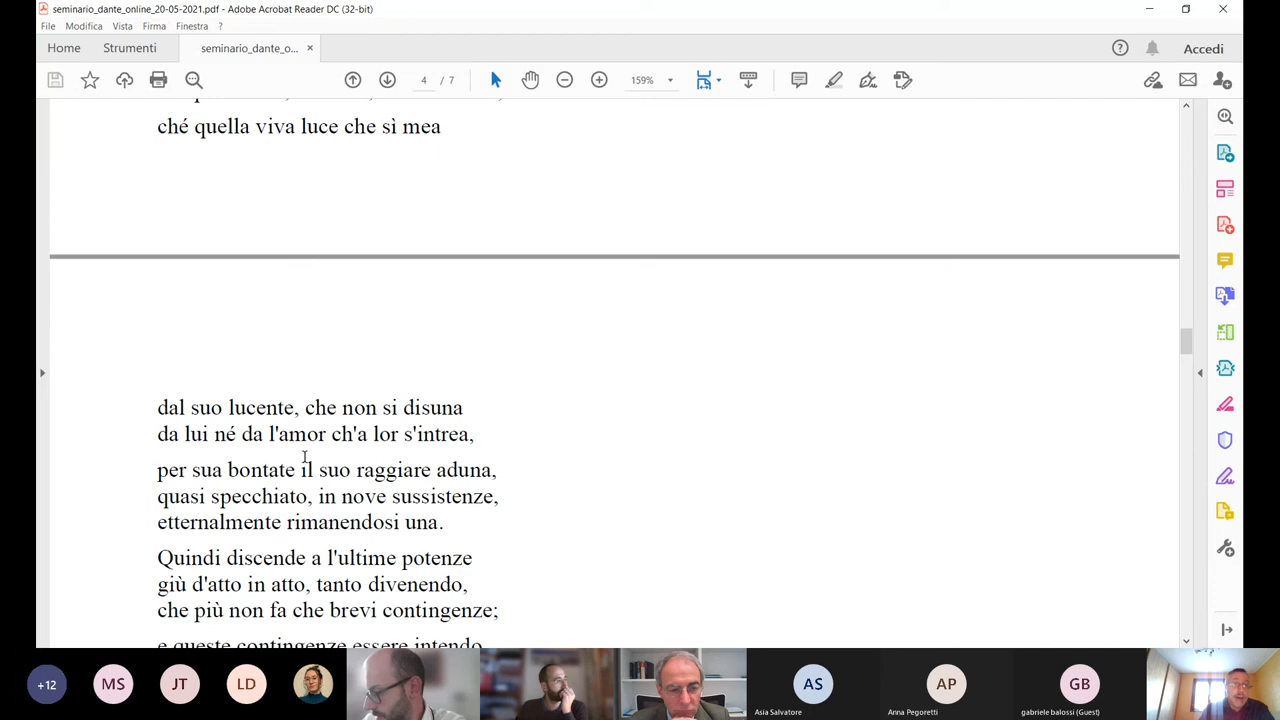 seminario_dante_online_20-05-2021.pdf - Adobe Acrobat Reader DC (32-bit)
File Modifica Vista Firma Finestra ?
Home Strumenti seminario_dante_o... × Accedi
4 / 7 159%
ché quella viva luce che sì mea
dal suo lucente, che non si disuna
da lui né da l'amor ch'a lor s'intrea,
per sua bontate il suo raggiare aduna,
quasi specchiato, in nove sussistenze,
etternalmente rimanendosi una.
Quindi discende a l'ultime potenze
giù d'atto in atto, tanto divenendo,
che più non fa che brevi contingenze;
e queste contingenze essere intendo
+12 MS JT LD AS AP GB
Asia Salvatore Anna Pegoretti gabriele balossi (Guest)